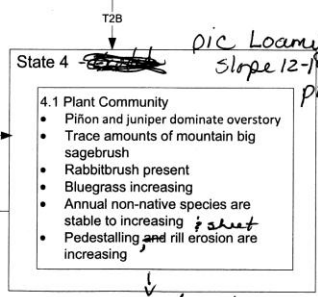 T2B
pic Loamy
State 4
Slope 12-1
P
4.1 Plant Community
• Piñon and juniper dominate overstory
• Trace amounts of mountain big
sagebrush
• Rabbitbrush present
• Bluegrass increasing
• Annual non-native species are
stable to increasing
& sheet
• Pedestalling, and rill erosion are
increasing